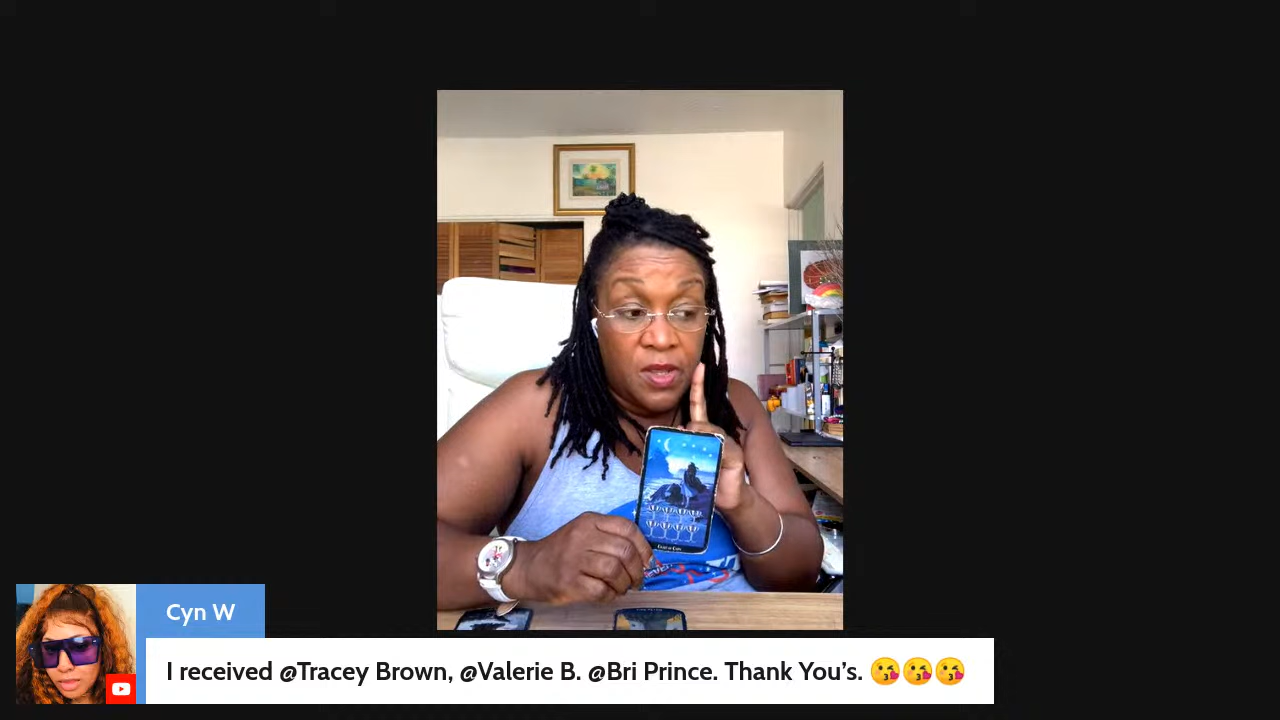 Cyn W
I received @Tracey Brown, @Valerie B. @Bri Prince. Thank You’s. 😘😘😘